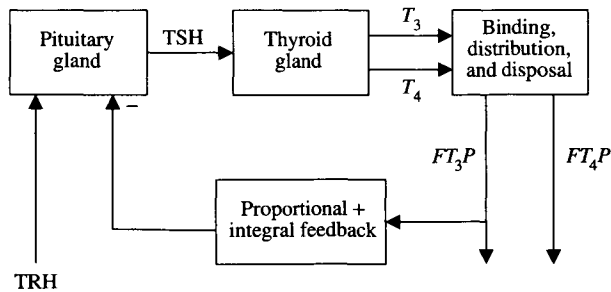 Pituitary
gland
TSH
Thyroid
gland
T3
T4
Binding,
distribution,
and disposal
−
FT3P
FT4P
Proportional +
integral feedback
TRH